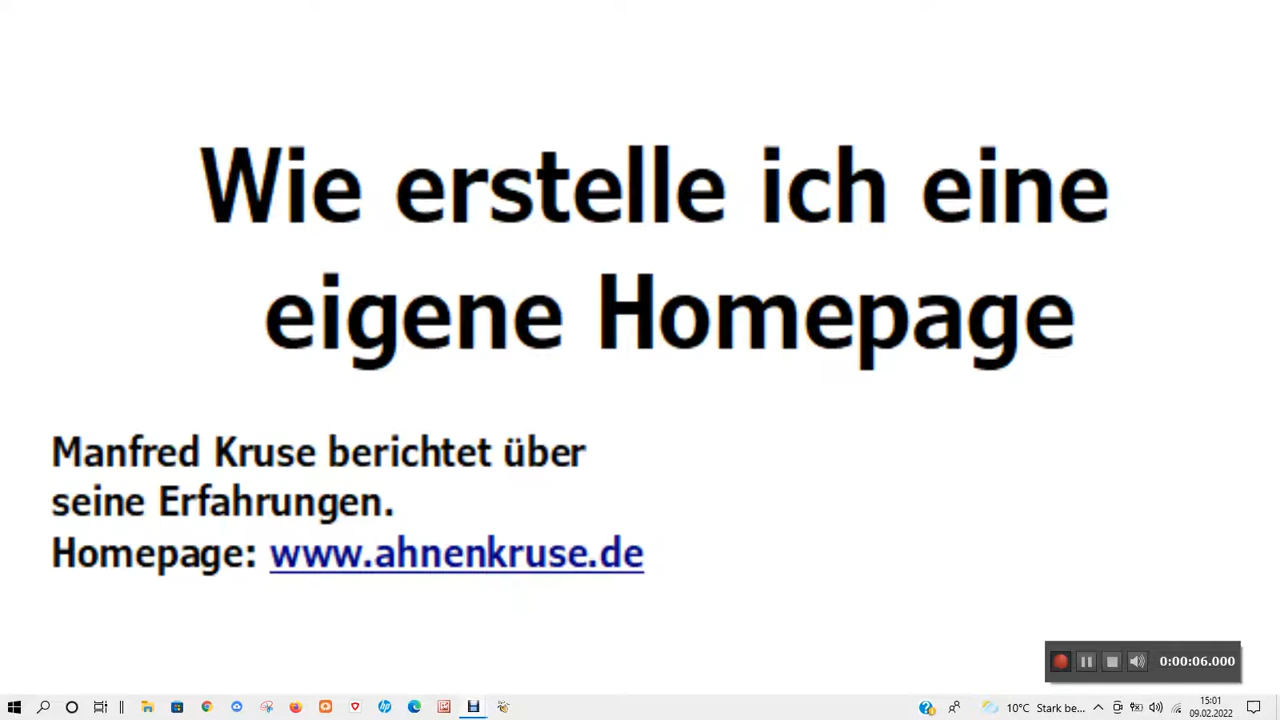 Wie erstelle ich eine
eigene Homepage
Manfred Kruse berichtet über
seine Erfahrungen.
Homepage: www.ahnenkruse.de
0:00:06.000
10°C Stark be...
15:01
09.02.2022